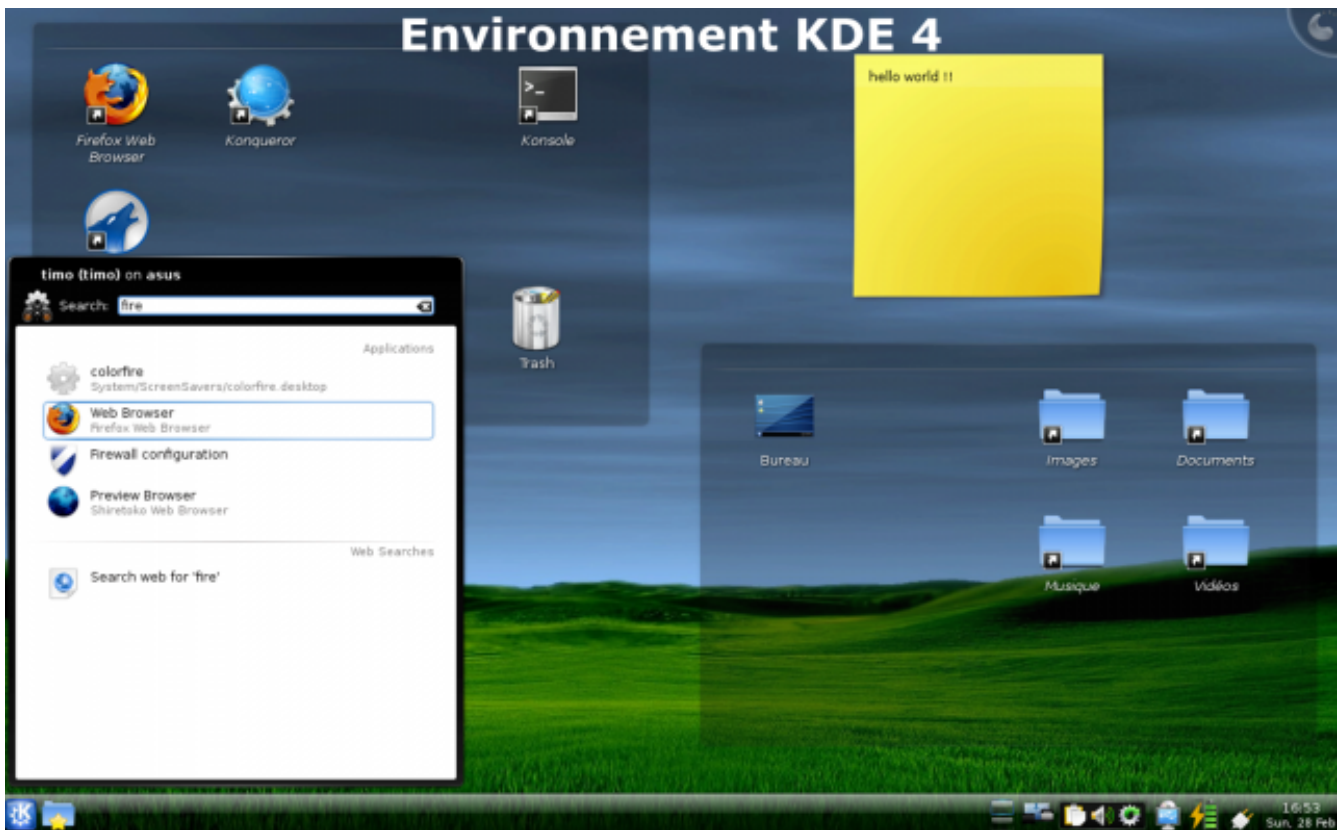 Environnement KDE 4
hello world !!
Firefox Web
Browser
Konqueror
Konsole
timo (timo) on asus
Search:
fire
Applications
colorfire
System/ScreenSavers/colorfire.desktop
Web Browser
Firefox Web Browser
Firewall configuration
Preview Browser
Shiretoko Web Browser
Web Searches
Search web for 'fire'
Trash
Bureau
Images
Documents
Musique
Vidéos
16:53
Sun, 28 Feb